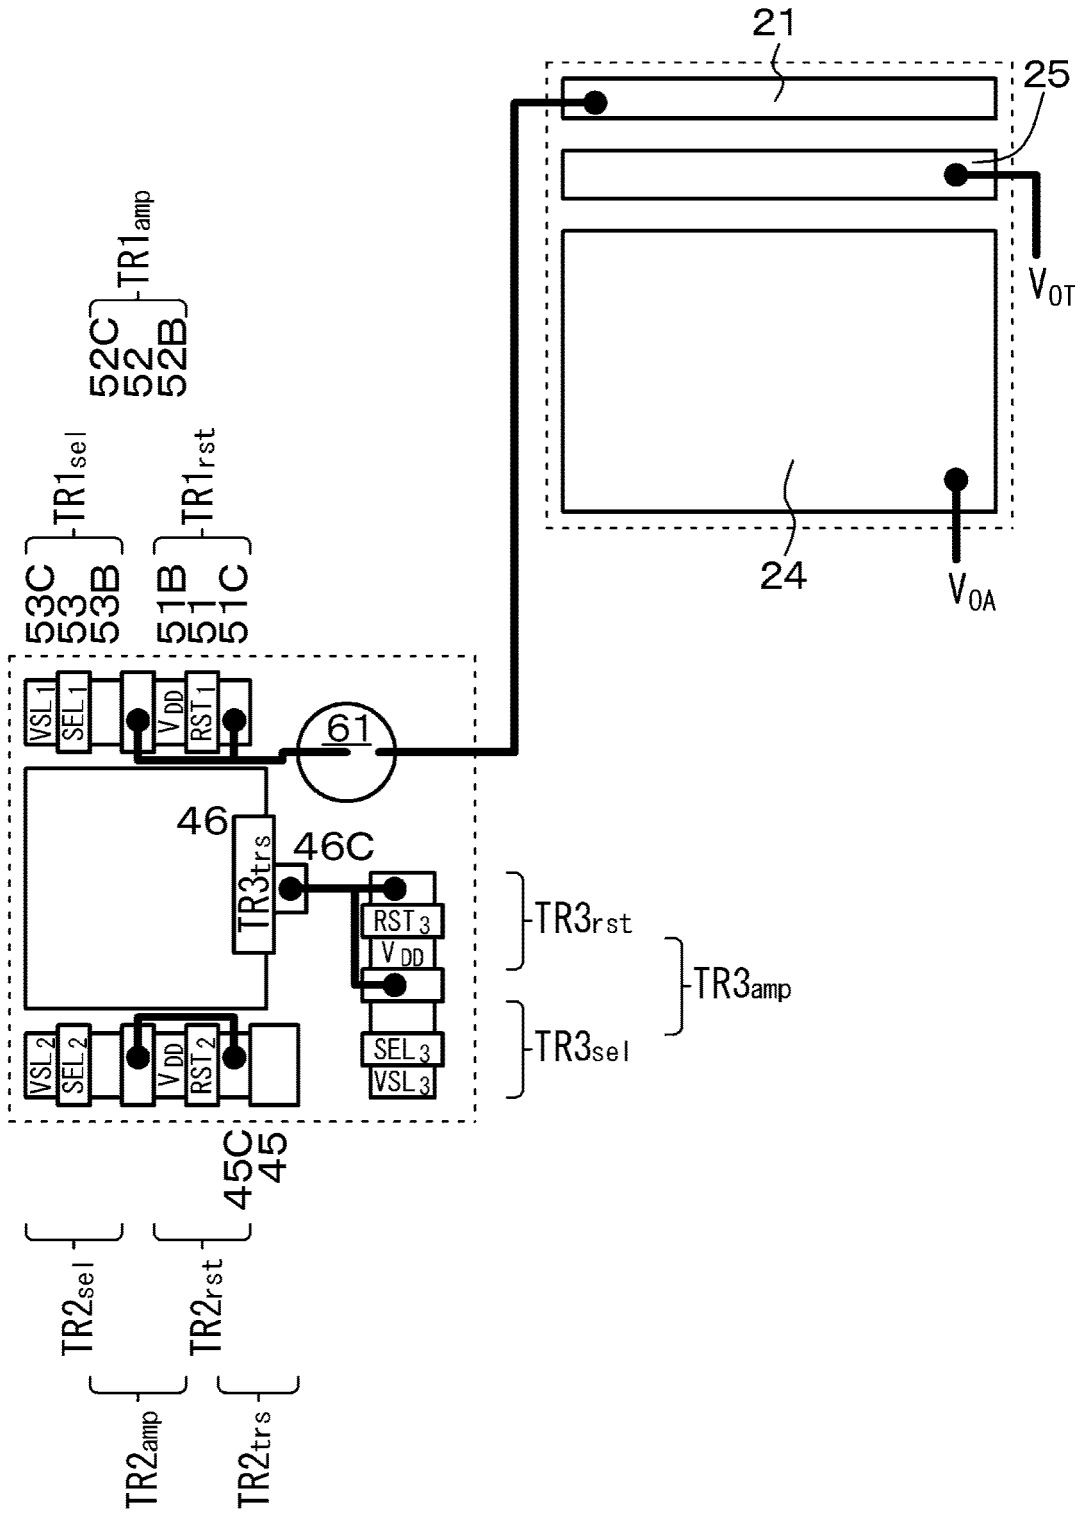 21
25
V_OT
24
V_OA
TR1amp
52C
52
52B
TR1sel
TR1rst
53C
53
53B
51B
51
51C
VSL1
SEL1
VDD
RST1
61
46
TR3trs
46C
RST3
VDD
SEL3
VSL3
TR3rst
TR3amp
TR3sel
VSL2
SEL2
VDD
RST2
45C
45
TR2sel
TR2rst
TR2amp
TR2trs